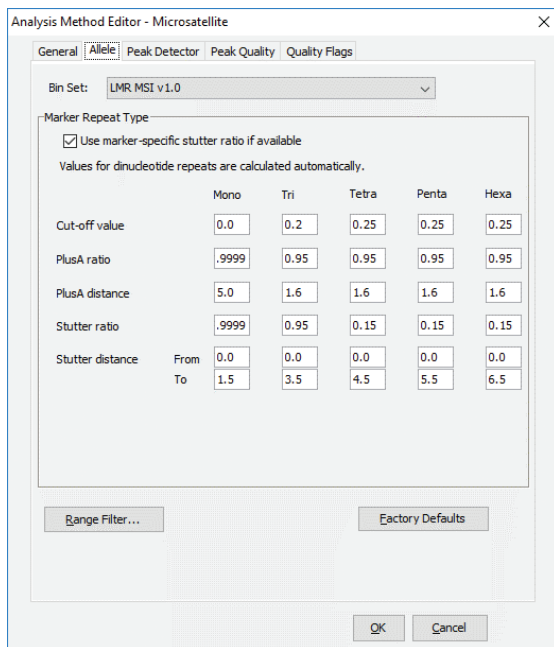 Analysis Method Editor - Microsatellite
General Allele Peak Detector Peak Quality Quality Flags
Bin Set: LMR MSI v1.0
Marker Repeat Type
Use marker-specific stutter ratio if available
Values for dinucleotide repeats are calculated automatically.
Mono Tri Tetra Penta Hexa
Cut-off value 0.0 0.2 0.25 0.25 0.25
PlusA ratio .9999 0.95 0.95 0.95 0.95
PlusA distance 5.0 1.6 1.6 1.6 1.6
Stutter ratio .9999 0.95 0.15 0.15 0.15
Stutter distance From 0.0 0.0 0.0 0.0 0.0
To 1.5 3.5 4.5 5.5 6.5
Range Filter... Factory Defaults
OK Cancel